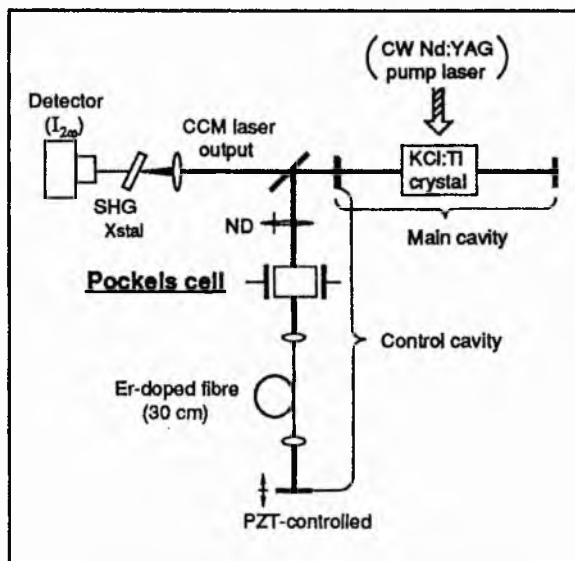 (CW Nd:YAG
pump laser)
Detector
(I2ω)
CCM laser
output
KCl:Tl
crystal
SHG
Xstal
ND
Main cavity
Pockels cell
Control cavity
Er-doped fibre
(30 cm)
PZT-controlled